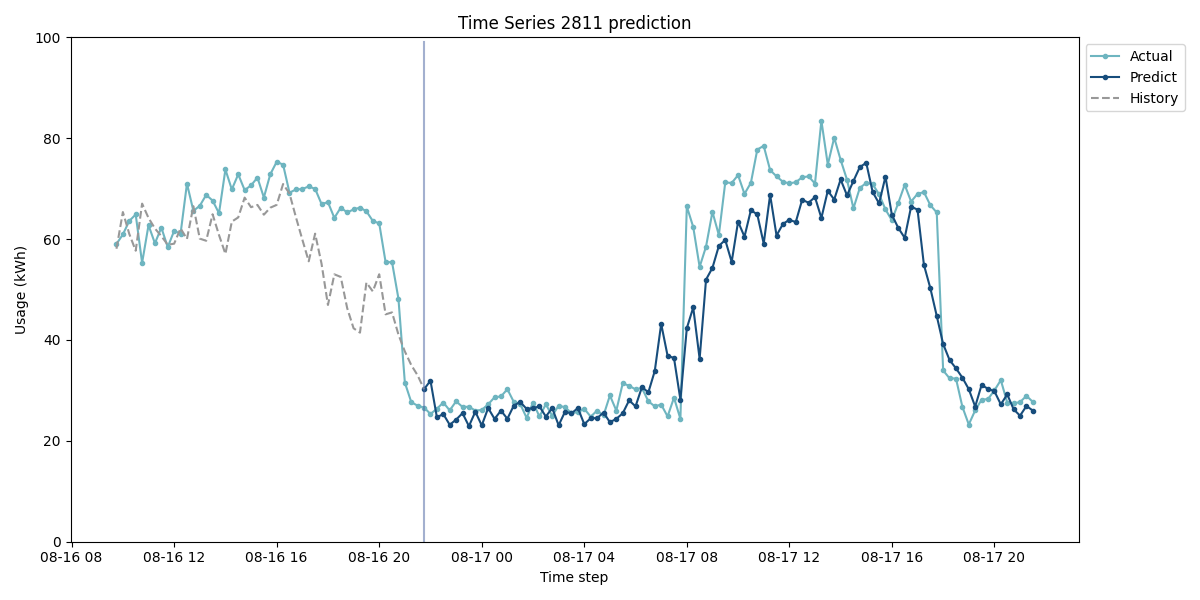 Time Series 2811 prediction
Usage (kWh)
100
80
60
40
20
0
08-16 08
08-16 12
08-16 16
08-16 20
08-17 00
08-17 04
08-17 08
08-17 12
08-17 16
08-17 20
Time step
Actual
Predict
History